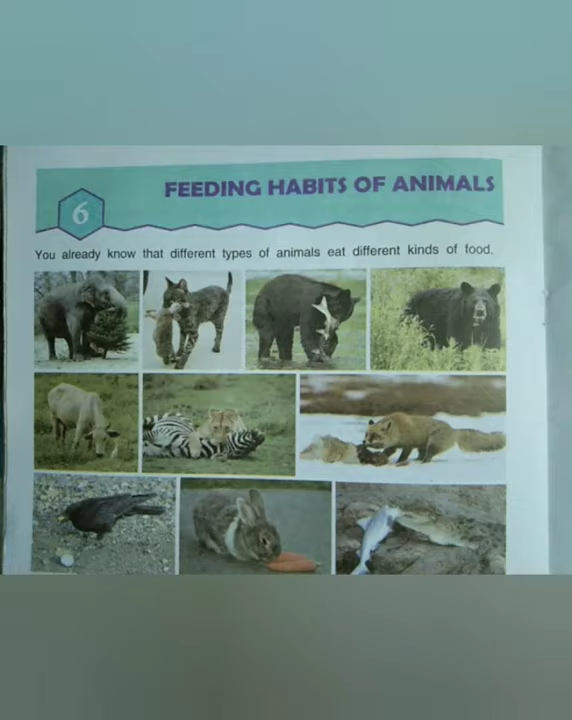 FEEDING HABITS OF ANIMALS
6
You already know that different types of animals eat different kinds of food.